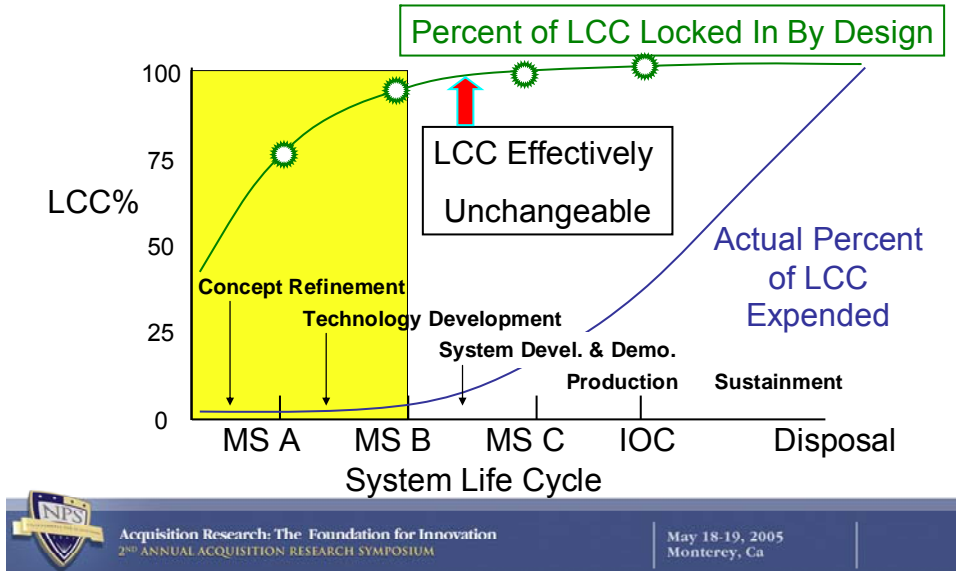 Percent of LCC Locked In By Design
100
75
LCC%
50
25
0
LCC Effectively
Unchangeable
Actual Percent
of LCC
Expended
Concept Refinement
Technology Development
System Devel. & Demo.
Production
Sustainment
MS A
MS B
MS C
IOC
Disposal
System Life Cycle
NPS
Acquisition Research: The Foundation for Innovation
2ND ANNUAL ACQUISITION RESEARCH SYMPOSIUM
May 18-19, 2005
Monterey, Ca